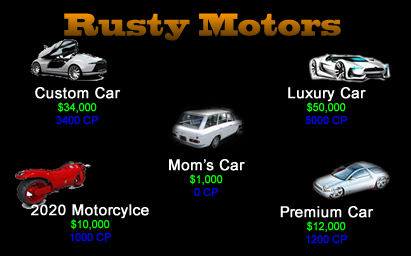 Rusty Motors
Custom Car
$34,000
3400 CP
Luxury Car
$50,000
5000 CP
Mom's Car
$1,000
0 CP
2020 Motorcylce
$10,000
1000 CP
Premium Car
$12,000
1200 CP